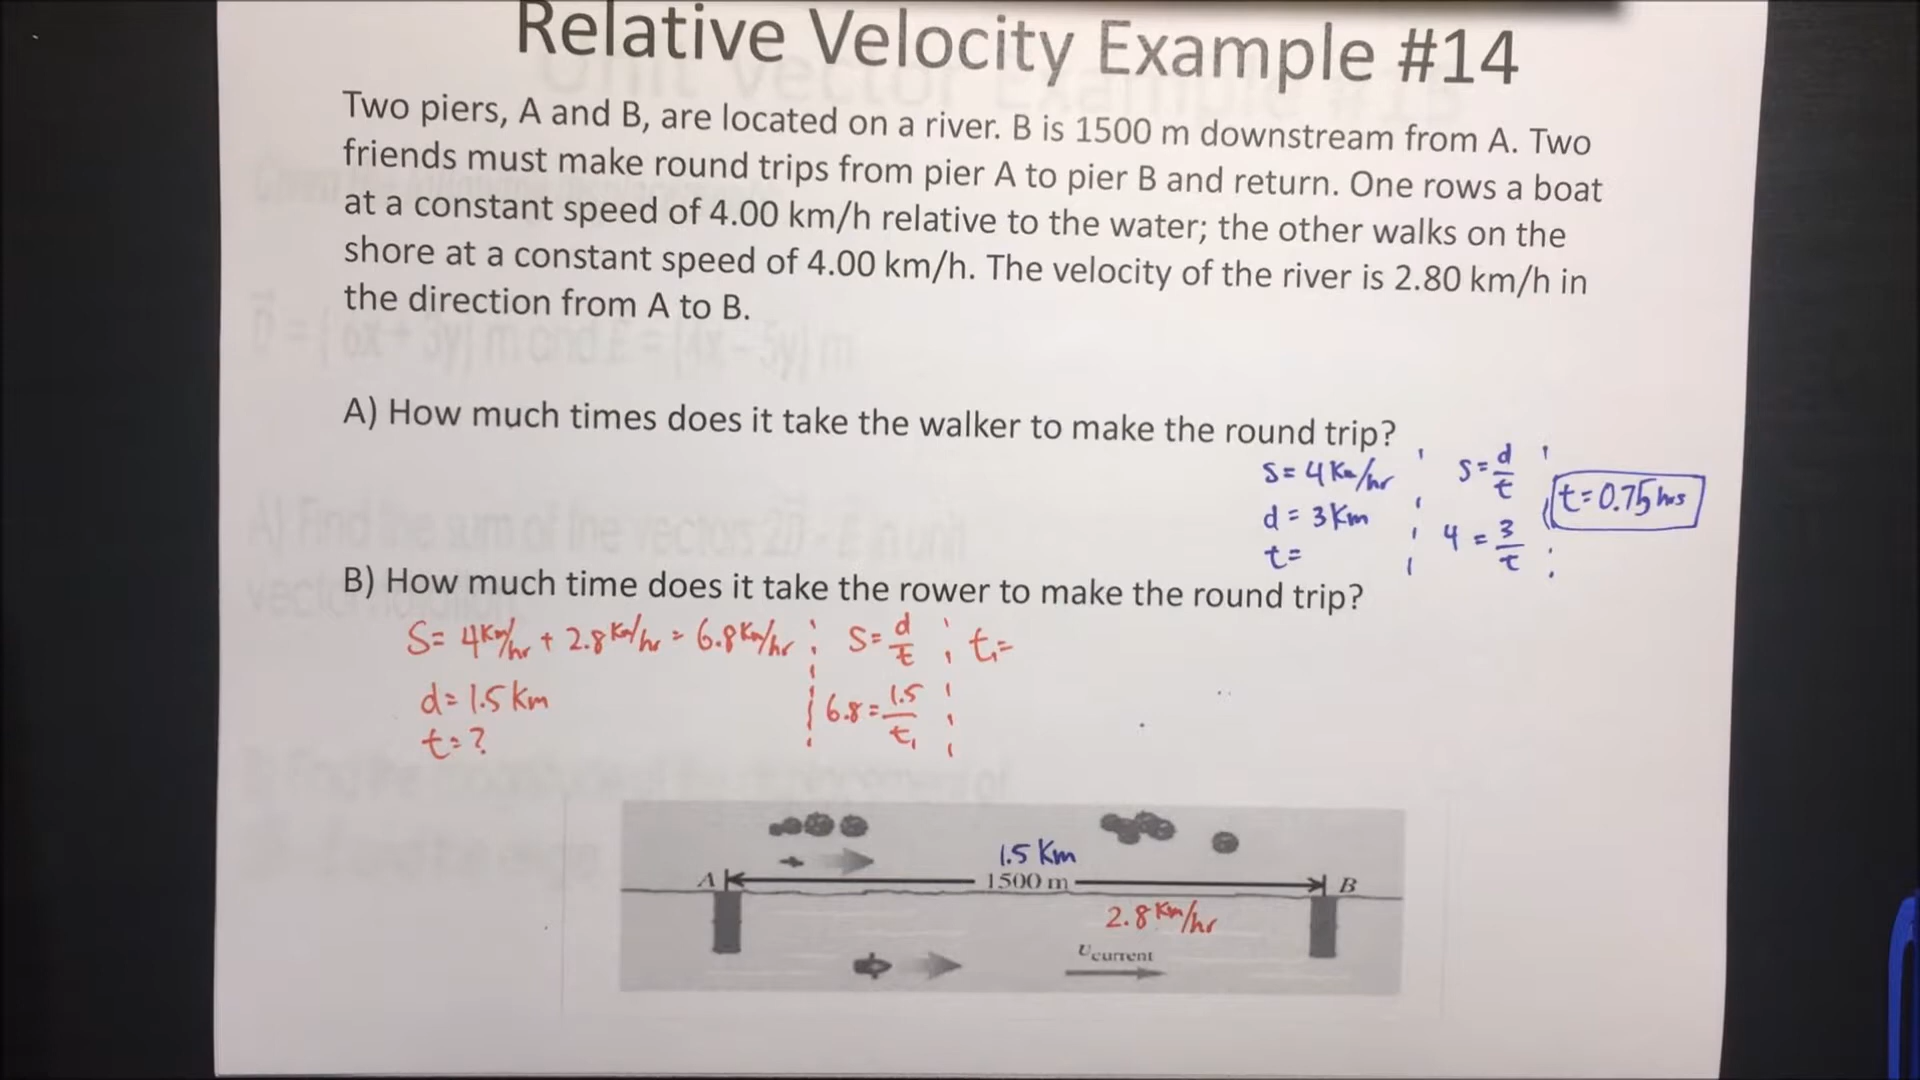 Relative Velocity Example #14
Two piers, A and B, are located on a river. B is 1500 m downstream from A. Two
friends must make round trips from pier A to pier B and return. One rows a boat
at a constant speed of 4.00 km/h relative to the water; the other walks on the
shore at a constant speed of 4.00 km/h. The velocity of the river is 2.80 km/h in
the direction from A to B.
A) How much times does it take the walker to make the round trip?
S = 4 Km/hr
d = 3 Km
t =
S = d/t
4 = 3/t
t = 0.75 hrs
B) How much time does it take the rower to make the round trip?
S = 4 Km/hr + 2.8 Km/hr = 6.8 Km/hr
d = 1.5 Km
t = ?
S = d/t
6.8 = 1.5/t₁
t₁ =
1.5 Km
A 1500 m B
2.8 Km/hr
υcurrent